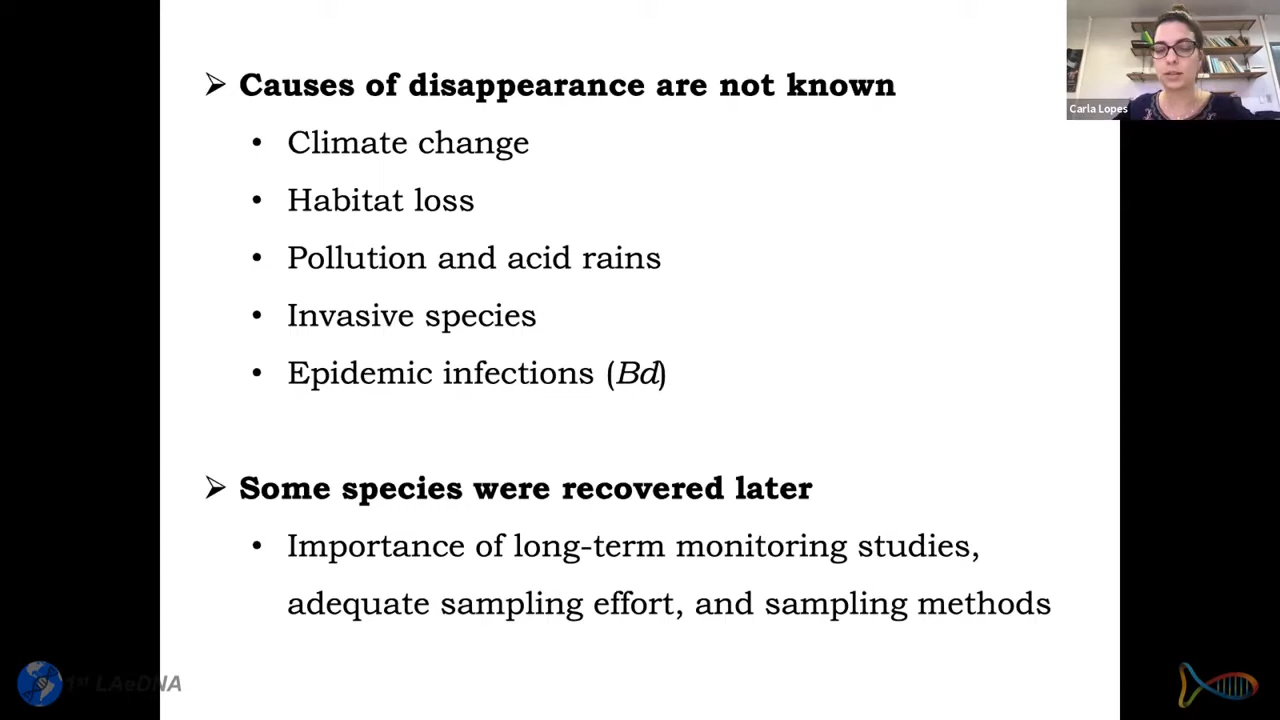 ➢ Causes of disappearance are not known
• Climate change
• Habitat loss
• Pollution and acid rains
• Invasive species
• Epidemic infections (Bd)
➢ Some species were recovered later
• Importance of long-term monitoring studies,
adequate sampling effort, and sampling methods
Carla Lopes
1st LAeDNA